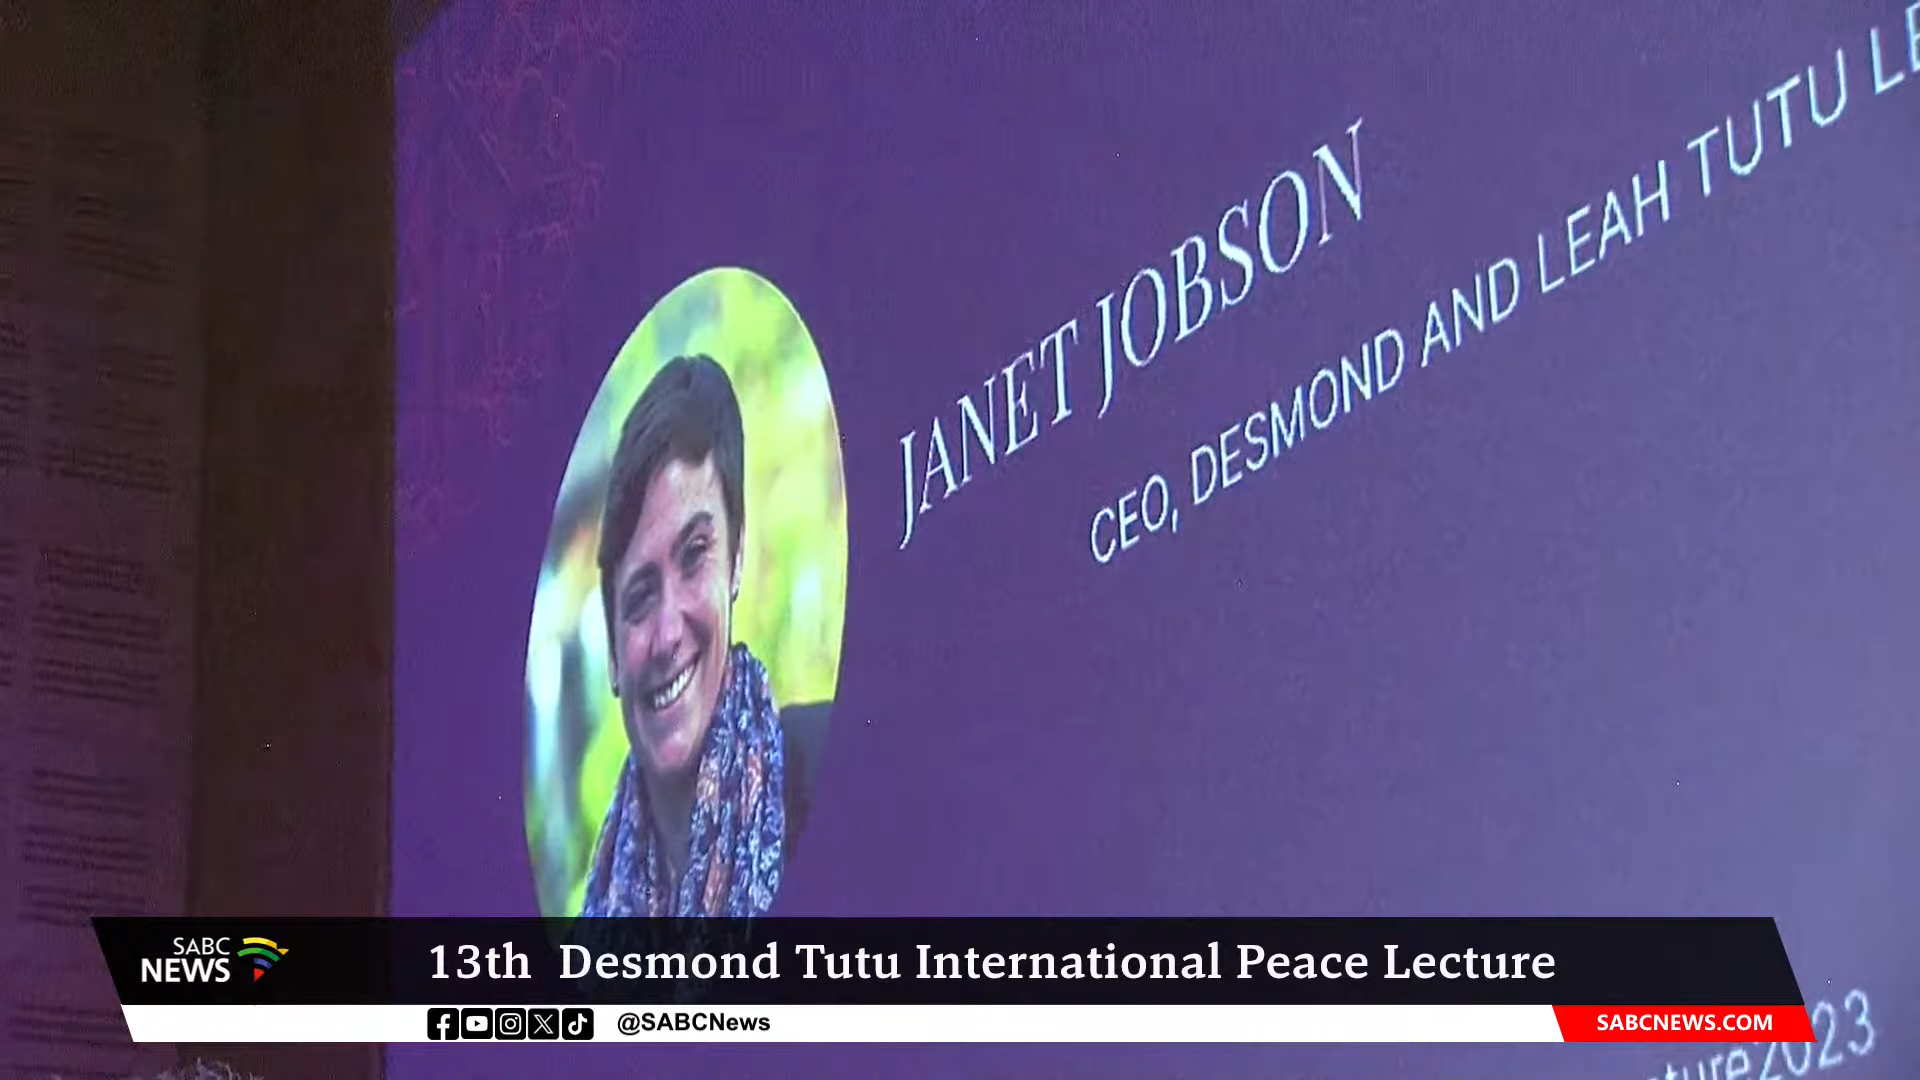 JANET JOBSON
CEO, DESMOND AND LEAH TUTU LE
SABC
NEWS
13th Desmond Tutu International Peace Lecture
@SABCNews
SABCNEWS.COM
cture2023